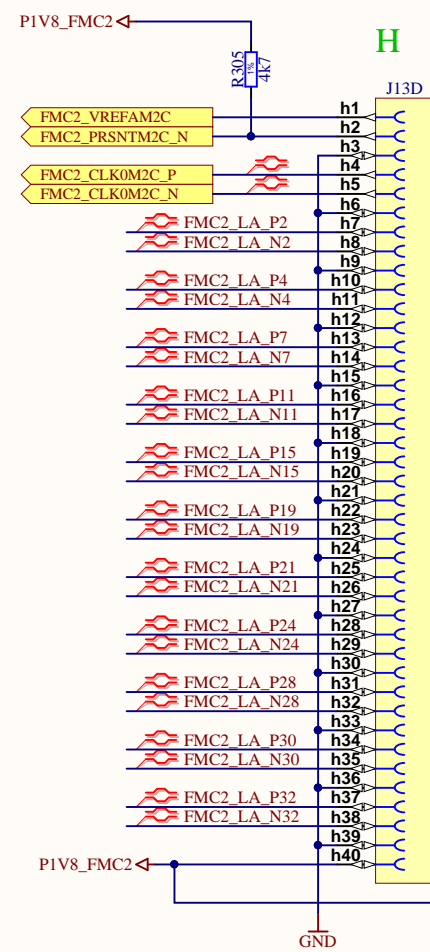 P1V8_FMC2
H
R305
1%
4k7
J13D
FMC2_VREFAM2C h1
FMC2_PRSNTM2C_N h2
h3
FMC2_CLK0M2C_P h4
FMC2_CLK0M2C_N h5
h6
FMC2_LA_P2 h7
FMC2_LA_N2 h8
h9
FMC2_LA_P4 h10
FMC2_LA_N4 h11
h12
FMC2_LA_P7 h13
FMC2_LA_N7 h14
h15
FMC2_LA_P11 h16
FMC2_LA_N11 h17
h18
FMC2_LA_P15 h19
FMC2_LA_N15 h20
h21
FMC2_LA_P19 h22
FMC2_LA_N19 h23
h24
FMC2_LA_P21 h25
FMC2_LA_N21 h26
h27
FMC2_LA_P24 h28
FMC2_LA_N24 h29
h30
FMC2_LA_P28 h31
FMC2_LA_N28 h32
h33
FMC2_LA_P30 h34
FMC2_LA_N30 h35
h36
FMC2_LA_P32 h37
FMC2_LA_N32 h38
h39
P1V8_FMC2 h40
GND